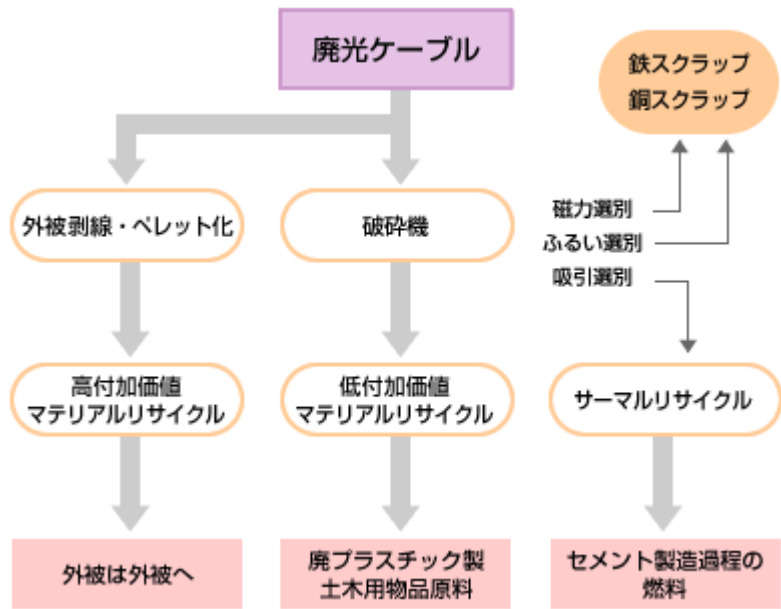 廃光ケーブル
鉄スクラップ
銅スクラップ
外被剥線・ペレット化
破砕機
磁力選別
ふるい選別
吸引選別
高付加価値
マテリアルリサイクル
低付加価値
マテリアルリサイクル
サーマルリサイクル
外被は外被へ
廃プラスチック製
土木用物品原料
セメント製造過程の
燃料